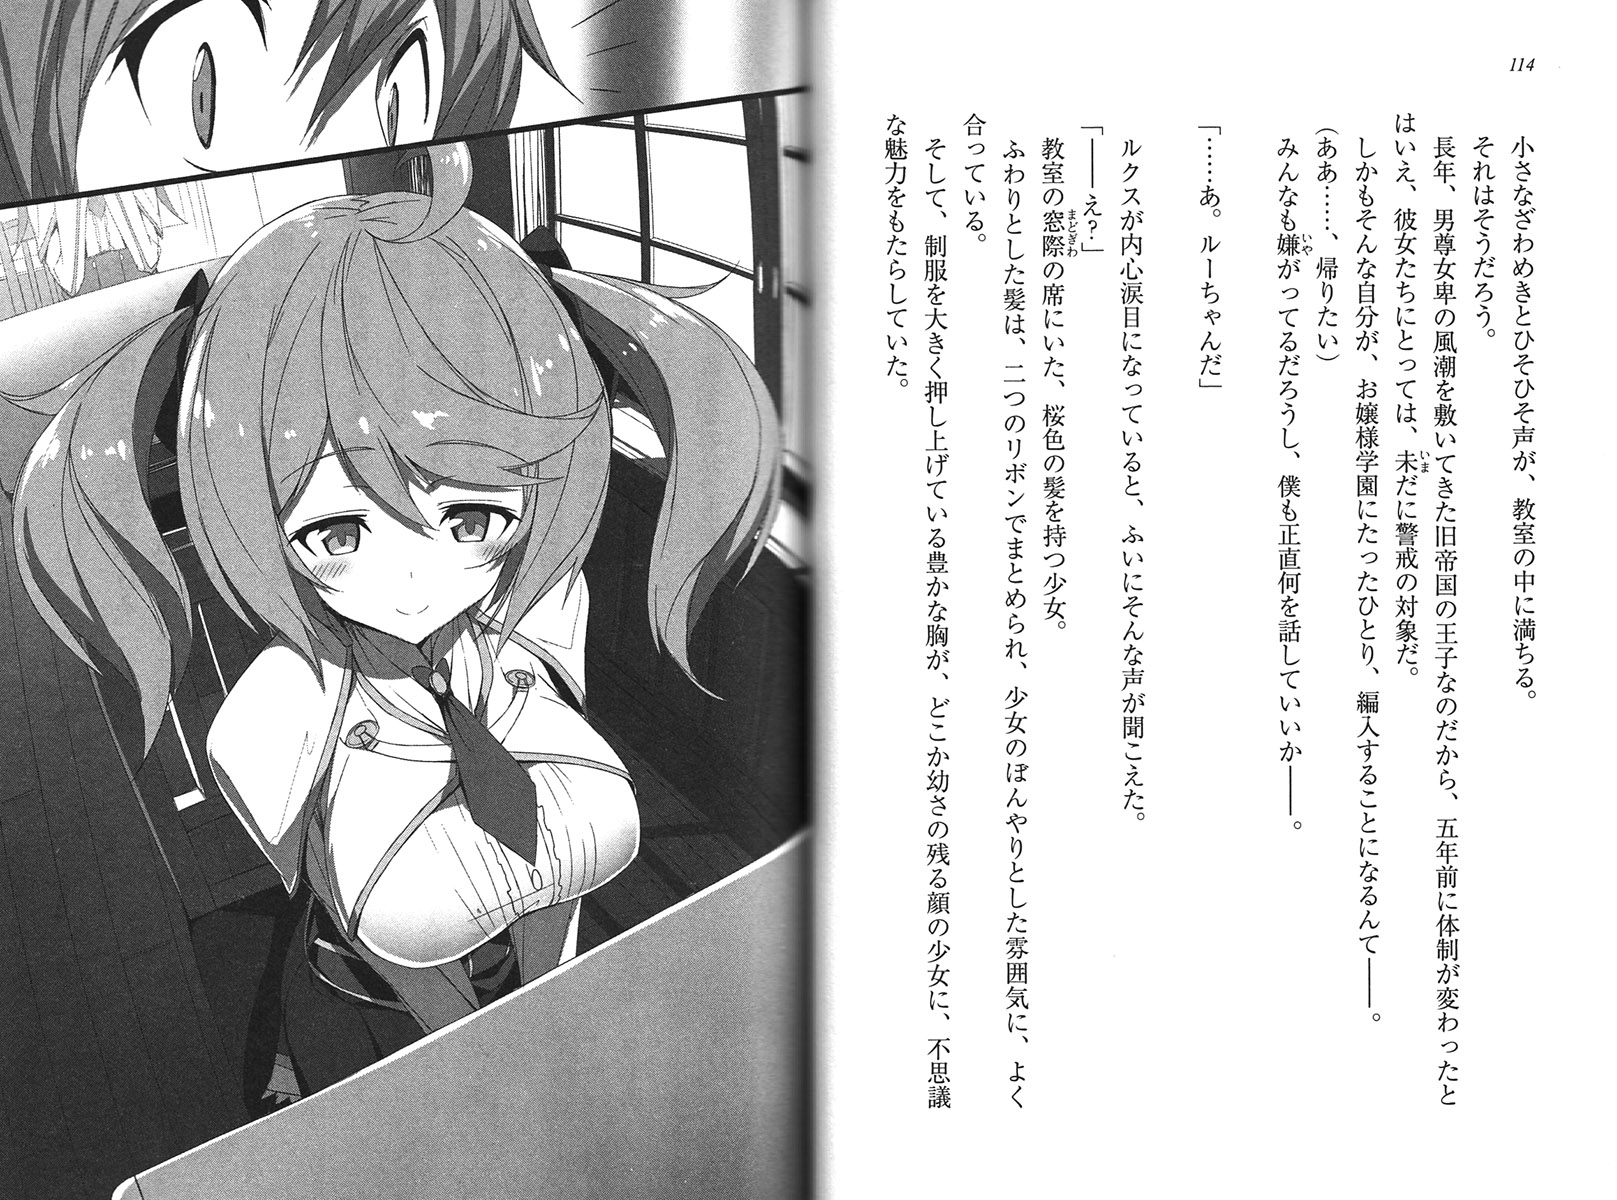 114
小さなざわめきとひそひそ声が、教室の中に満ちる。
それはそうだろう。
長年、男尊女卑の風潮を敷いてきた旧帝国の王子なのだから、五年前に体制が変わったと
はいえ、彼女たちにとっては、未だに警戒の対象だ。
しかもそんな自分が、お嬢様学園にたったひとり、編入することになるなんて――。
（ああ……、帰りたい）
みんなも嫌がってるだろうし、僕も正直何を話していいか――。
「……あ。ルーちゃんだ」
ルクスが内心涙目になっていると、ふいにそんな声が聞こえた。
「――え？」
教室の窓際の席にいた、桜色の髪を持つ少女。
ふわりとした髪は、二つのリボンでまとめられ、少女のぼんやりとした雰囲気に、よく
合っている。
そして、制服を大きく押し上げている豊かな胸が、どこか幼さの残る顔の少女に、不思議
な魅力をもたらしていた。